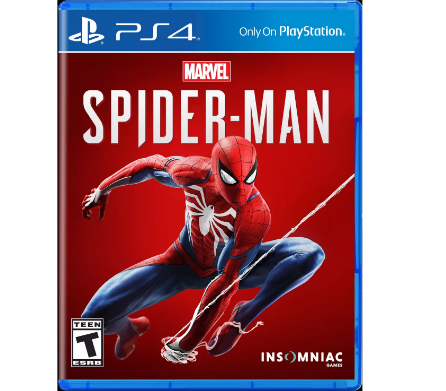 PS4
Only On PlayStation®
MARVEL
SPIDER-MAN
TEEN
T
ESRB
INSOMNIAC
GAMES